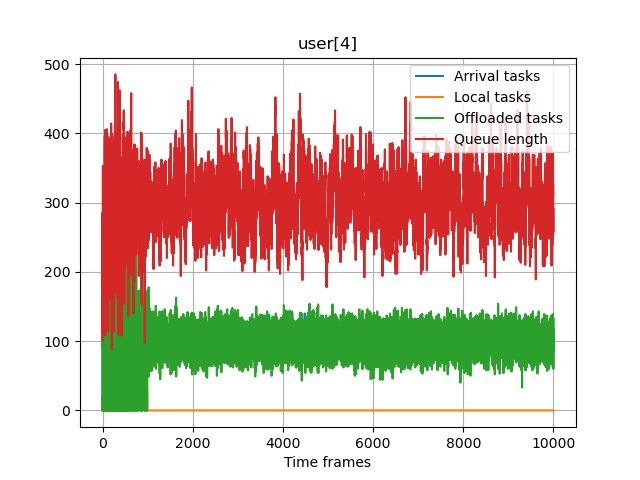 user[4]
500
400
300
200
100
0
Arrival tasks
Local tasks
Offloaded tasks
Queue length
0 2000 4000 6000 8000 10000
Time frames